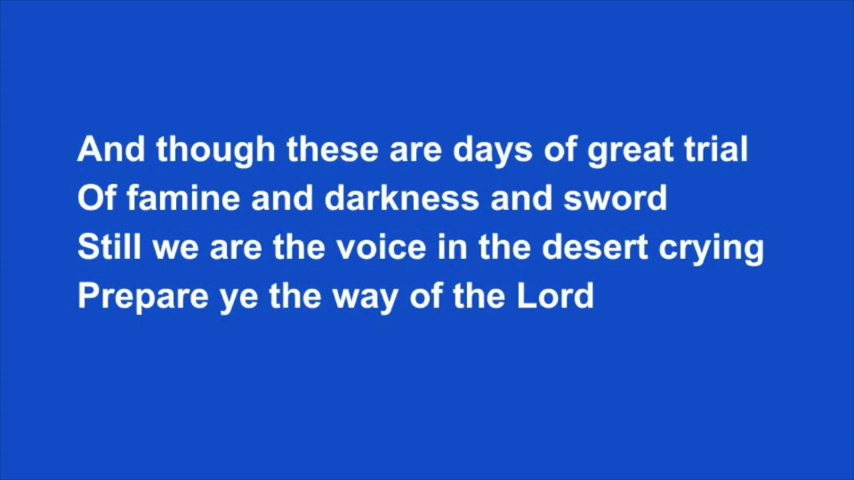 And though these are days of great trial
Of famine and darkness and sword
Still we are the voice in the desert crying
Prepare ye the way of the Lord